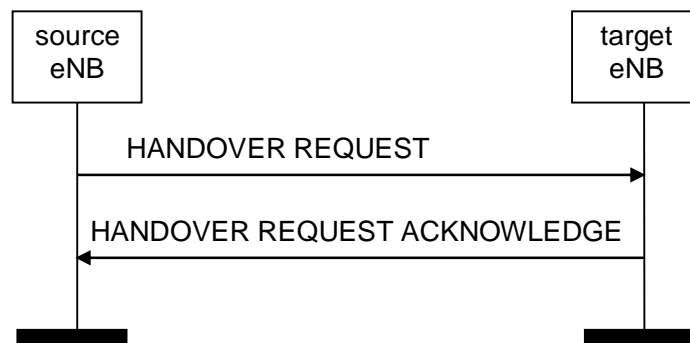 source
eNB
target
eNB
HANDOVER REQUEST
HANDOVER REQUEST ACKNOWLEDGE